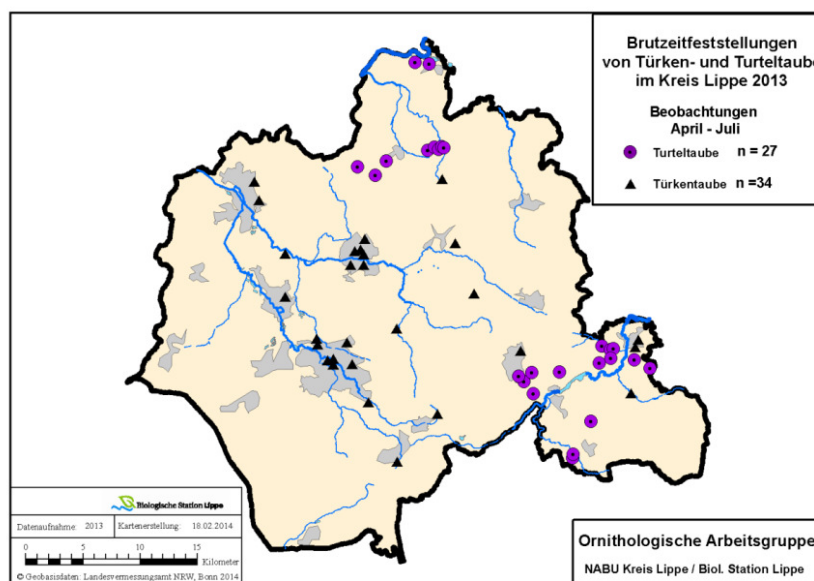 Brutzeitfeststellungen
von Türken- und Turteltaube
im Kreis Lippe 2013
Beobachtungen
April - Juli
Turteltaube n = 27
Türkentaube n =34
Biologische Station Lippe
Datenaufnahme: 2013 Kartenerstellung: 18.02.2014
0 5 10 15
Kilometer
© Geobasisdaten: Landesvermessungsamt NRW, Bonn 2014
Ornithologische Arbeitsgruppe
NABU Kreis Lippe / Biol. Station Lippe